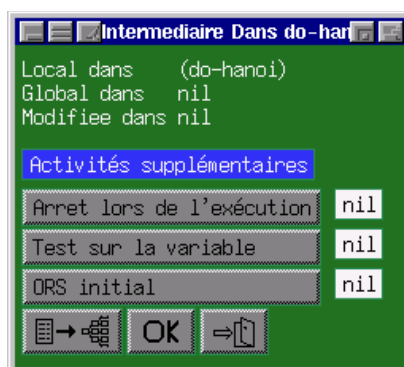 Intermediaire Dans do-han
Local dans (do-hanoi)
Global dans nil
Modifiee dans nil
Activités supplémentaires
Arret lors de l'exécution nil
Test sur la variable nil
ORS initial nil
OK